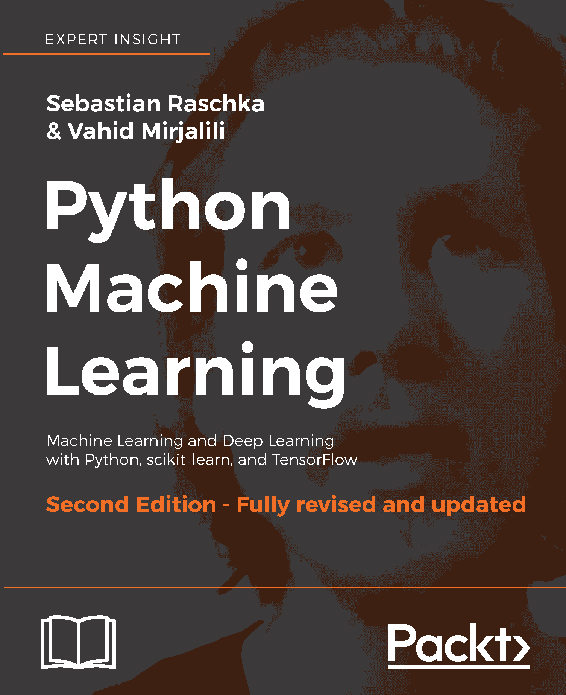 EXPERT INSIGHT
Sebastian Raschka
& Vahid Mirjalili
Python
Machine
Learning
Machine Learning and Deep Learning
with Python, scikit-learn, and TensorFlow
Second Edition - Fully revised and updated
Packt>